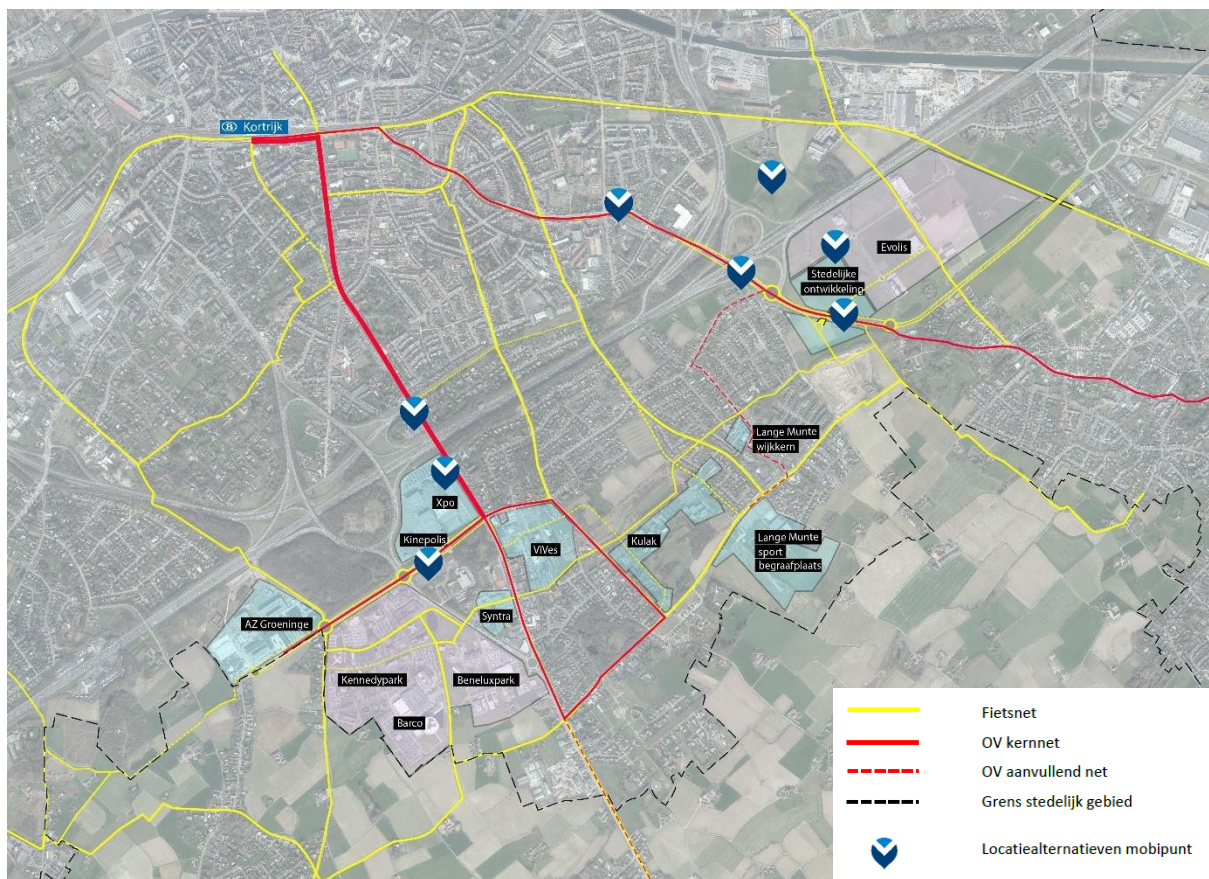 B Kortrijk
Evolis
Stedelijke
ontwikkeling
Lange Munte
wijkkern
Xpo
Kinepolis
ViVes
Kulak
Lange Munte
sport
begraafplaats
AZ Groeninge
Syntra
Kennedypark
Beneluxpark
Barco
Fietsnet
OV kernnet
OV aanvullend net
Grens stedelijk gebied
Locatiealternatieven mobipunt